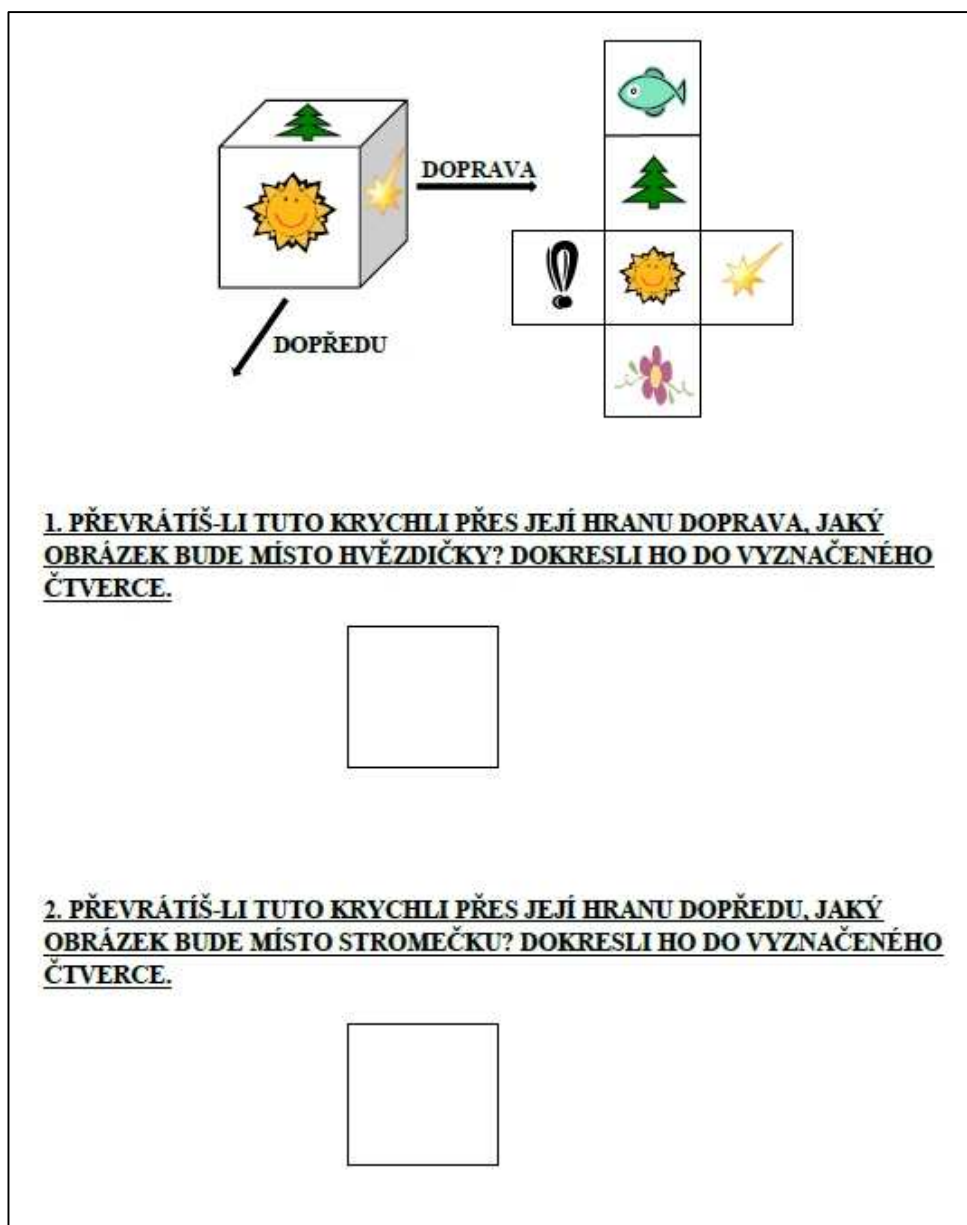 DOPRAVA
DOPŘEDU
1. PŘEVRÁTÍŠ-LI TUTO KRYCHLI PŘES JEJÍ HRANU DOPRAVA, JAKÝ
OBRÁZEK BUDE MÍSTO HVĚZDIČKY? DOKRESLI HO DO VYZNAČENÉHO
ČTVERCE.
2. PŘEVRÁTÍŠ-LI TUTO KRYCHLI PŘES JEJÍ HRANU DOPŘEDU, JAKÝ
OBRÁZEK BUDE MÍSTO STROMEČKU? DOKRESLI HO DO VYZNAČENÉHO
ČTVERCE.